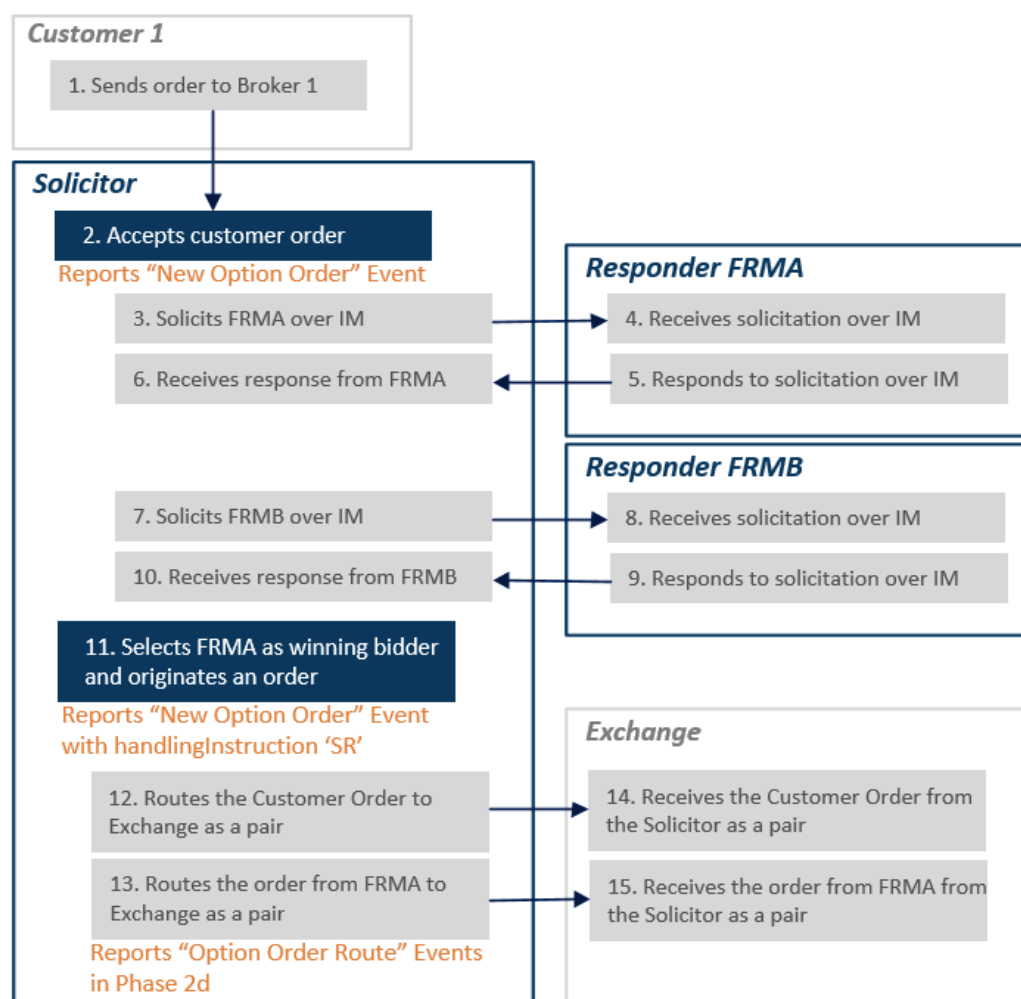 Customer 1
1. Sends order to Broker 1
Solicitor
2. Accepts customer order
Reports “New Option Order” Event
Responder FRMA
3. Solicits FRMA over IM
4. Receives solicitation over IM
6. Receives response from FRMA
5. Responds to solicitation over IM
Responder FRMB
7. Solicits FRMB over IM
8. Receives solicitation over IM
10. Receives response from FRMB
9. Responds to solicitation over IM
11. Selects FRMA as winning bidder
and originates an order
Reports “New Option Order” Event
with handlingInstruction ‘SR’
Exchange
12. Routes the Customer Order to
Exchange as a pair
14. Receives the Customer Order from
the Solicitor as a pair
13. Routes the order from FRMA to
Exchange as a pair
15. Receives the order from FRMA from
the Solicitor as a pair
Reports “Option Order Route” Events
in Phase 2d